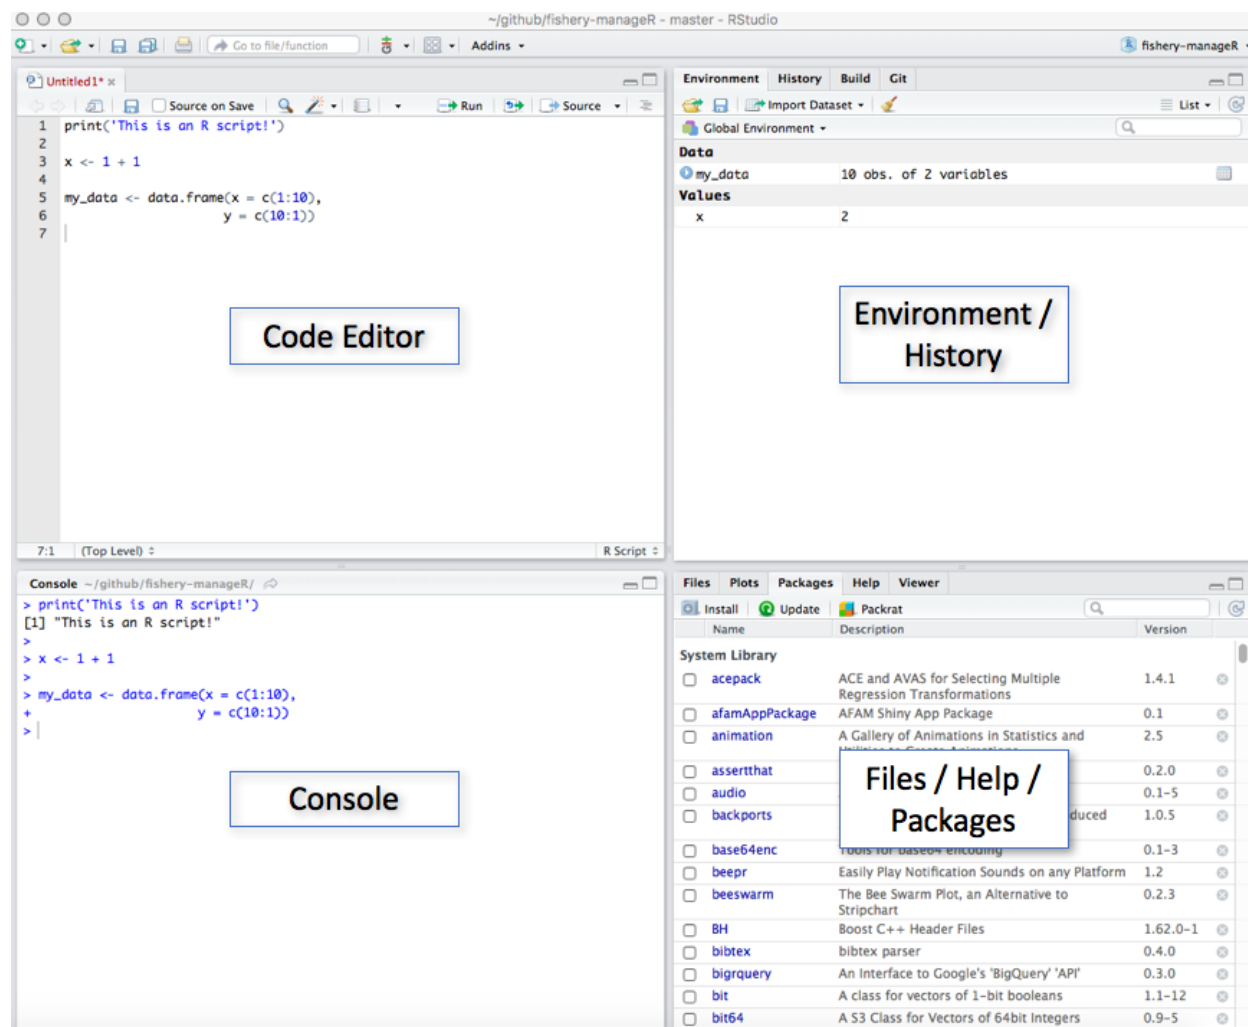 ~/github/fishery-manageR - master - RStudio
Go to file/function
Addins
fishery-manageR
Untitled1*
Source on Save
Run
Source
1 print('This is an R script!')
2
3 x <- 1 + 1
4
5 my_data <- data.frame(x = c(1:10),
6 y = c(10:1))
7
Code Editor
7:1 (Top Level) R Script
Environment History Build Git
Import Dataset
List
Global Environment
Data
my_data 10 obs. of 2 variables
Values
x 2
Environment /
History
Console ~/github/fishery-manageR/
> print('This is an R script!')
[1] "This is an R script!"
>
> x <- 1 + 1
>
> my_data <- data.frame(x = c(1:10),
+ y = c(10:1))
>
Console
Files Plots Packages Help Viewer
Install Update Packrat
Name Description Version
System Library
acepack ACE and AVAS for Selecting Multiple 1.4.1
Regression Transformations
afamAppPackage AFAM Shiny App Package 0.1
animation A Gallery of Animations in Statistics and 2.5
assertthat 0.2.0
audio 0.1-5
backports 1.0.5
base64enc Tools for base64 encoding 0.1-3
beepr Easily Play Notification Sounds on any Platform 1.2
beeswarm The Bee Swarm Plot, an Alternative to 0.2.3
Stripchart
BH Boost C++ Header Files 1.62.0-1
bibtex bibtex parser 0.4.0
bigrquery An Interface to Google's 'BigQuery' 'API' 0.3.0
bit A class for vectors of 1-bit booleans 1.1-12
bit64 A S3 Class for Vectors of 64bit Integers 0.9-5
Files / Help /
Packages